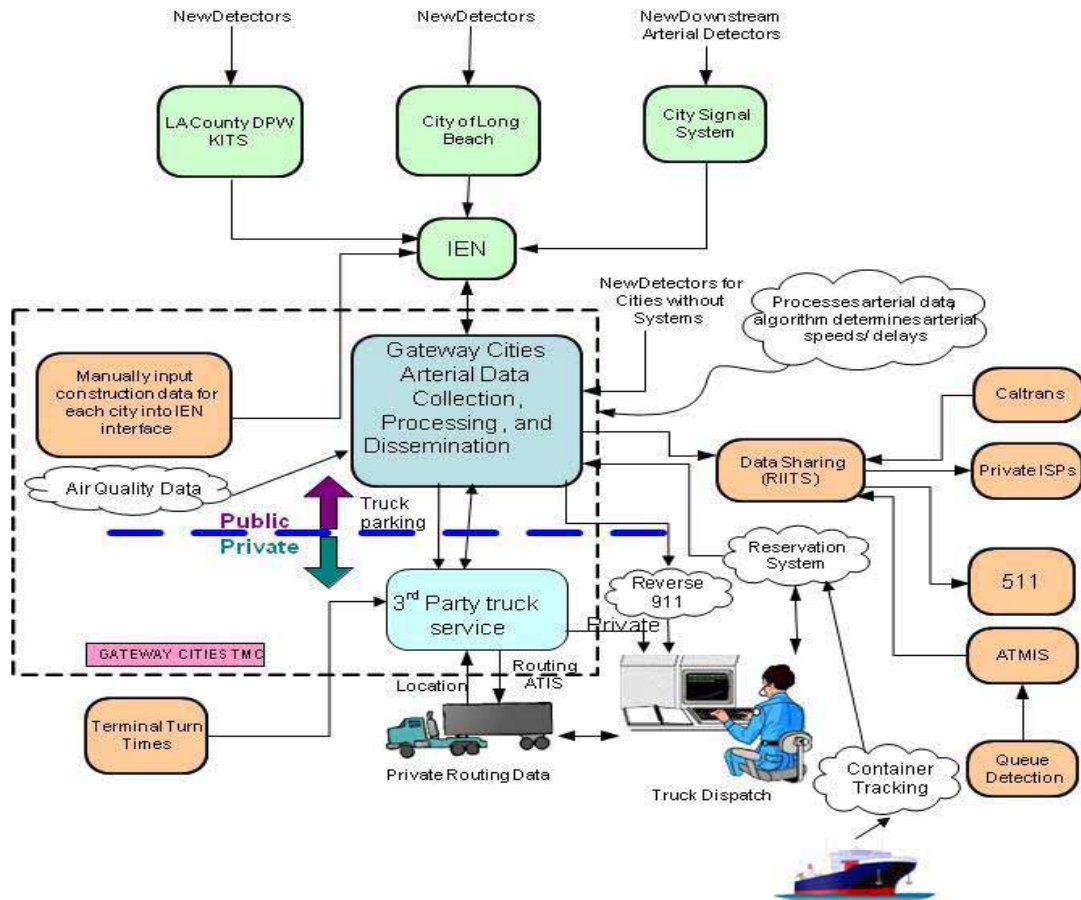 NewDetectors
NewDetectors
NewDownstream
Arterial Detectors
LA County DPW
KITS
City of Long
Beach
City Signal
System
IEN
NewDetectors for
Cities without
Systems
Processes arterial data,
algorithm determines arterial
speeds/ delays
Gateway Cities
Arterial Data
Collection,
Processing, and
Dissemination
Manually input
construction data for
each city into IEN
interface
Caltrans
Data Sharing
(RIITS)
Private ISPs
Air Quality Data
Truck
parking
Public
Private
Reservation
System
511
Reverse
911
3rd Party truck
service
Private
GATEWAY CITIES TMC
ATMIS
Location
Routing
ATIS
Terminal Turn
Times
Private Routing Data
Truck Dispatch
Container
Tracking
Queue
Detection